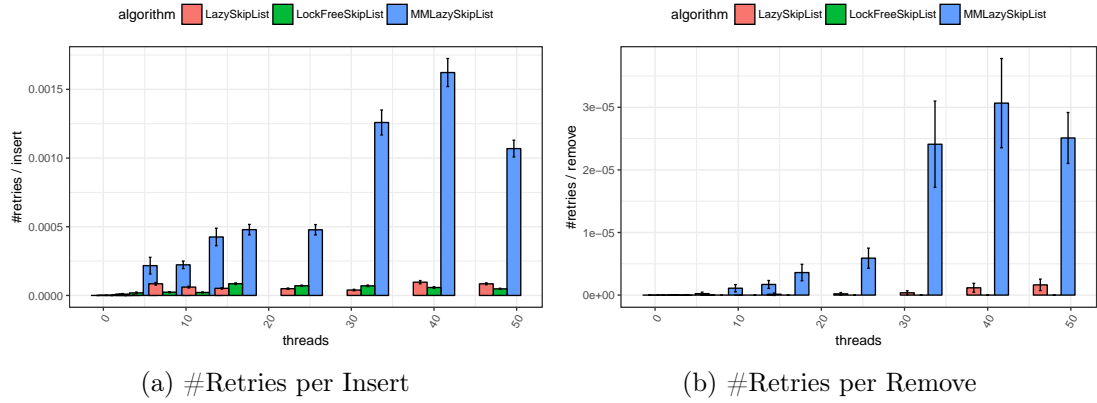 algorithm LazySkipList LockFreeSkipList MMLazySkipList
0.0015
0.0010
0.0005
0.0000
#retries / insert
0 10 20 30 40 50
threads
(a) #Retries per Insert
algorithm LazySkipList LockFreeSkipList MMLazySkipList
3e−05
2e−05
1e−05
0e+00
#retries / remove
0 10 20 30 40 50
threads
(b) #Retries per Remove